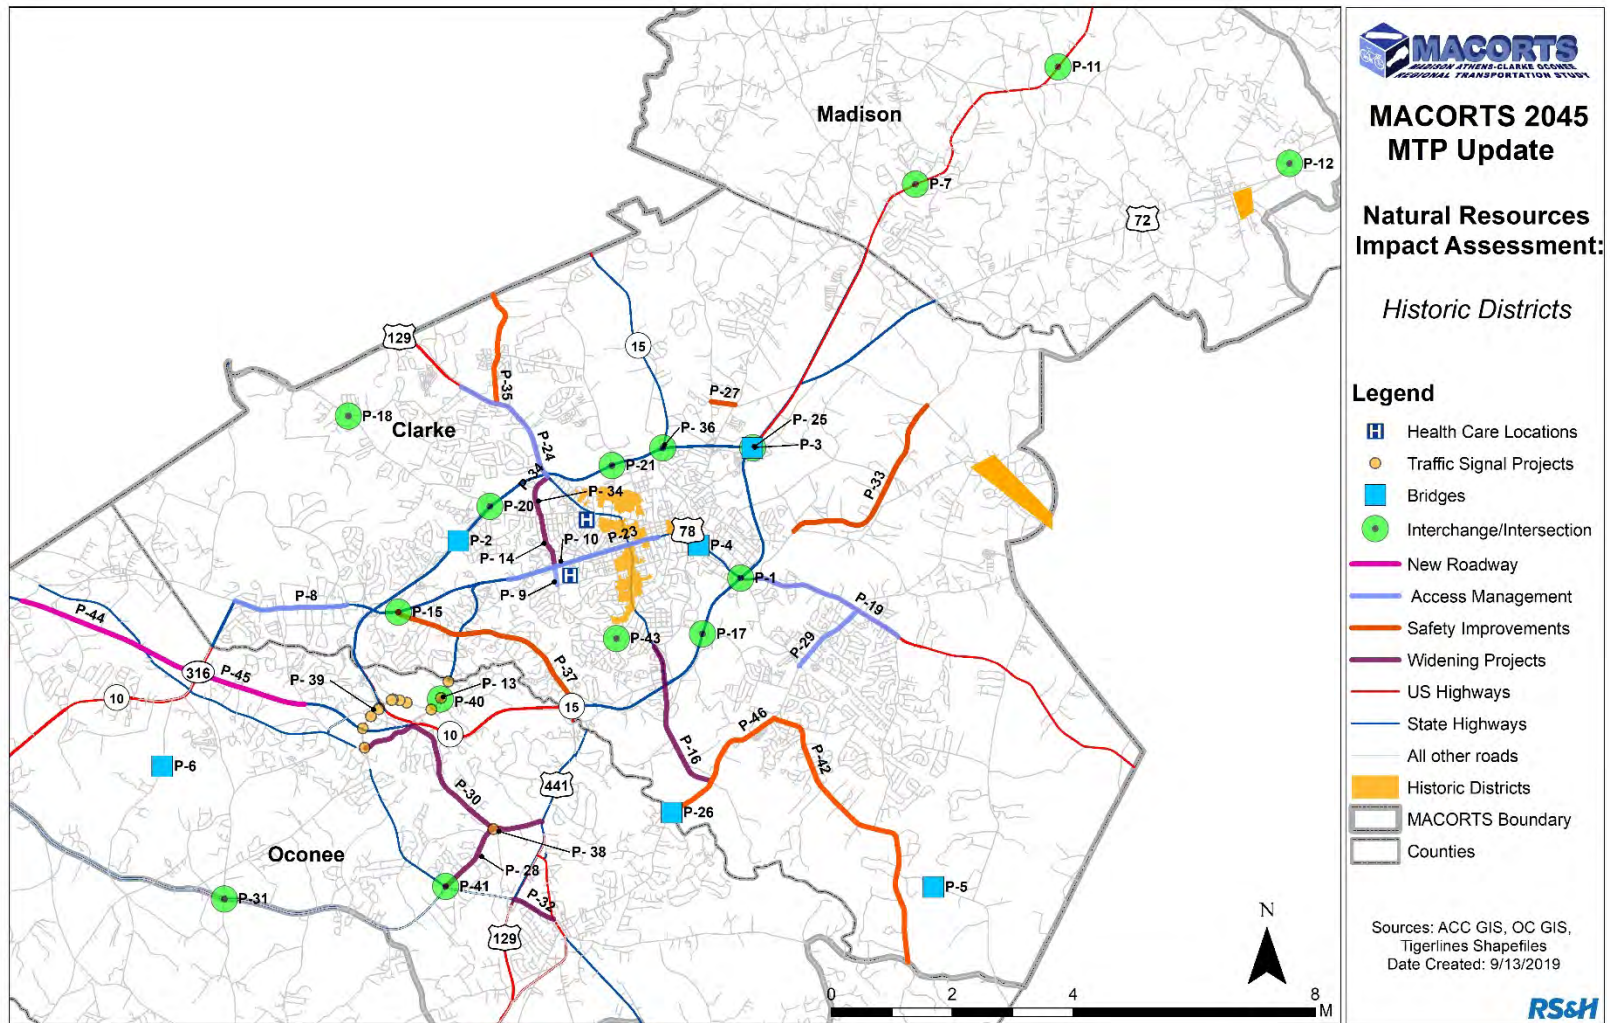 MACORTS
MADISON ATHENS-CLARKE OCONEE
REGIONAL TRANSPORTATION STUDY
MACORTS 2045
MTP Update
Natural Resources
Impact Assessment:
Historic Districts
Legend
H
Health Care Locations
Traffic Signal Projects
Bridges
Interchange/Intersection
New Roadway
Access Management
Safety Improvements
Widening Projects
US Highways
State Highways
All other roads
Historic Districts
MACORTS Boundary
Counties
Sources: ACC GIS, OC GIS,
Tigerlines Shapefiles
Date Created: 9/13/2019
RS&H
P-11
Madison
P-12
P-7
72
129
15
P-35
P-27
P-18
Clarke
P- 36
P- 25
P-3
P-24
P-21
P-34
P- 34
P-33
P-20
H
P-23
78
P-2
P- 10
P-4
P- 14
H
P-1
P- 9
P-8
P-15
P-19
P-44
P-43
P-17
P-29
316
P-45
P-37
P- 39
P- 13
P-40
10
15
10
P-46
P-16
P-42
P-6
441
P-30
P-26
Oconee
P- 38
P- 28
P-41
P-5
P-31
P-32
129
N
0
2
4
8
M